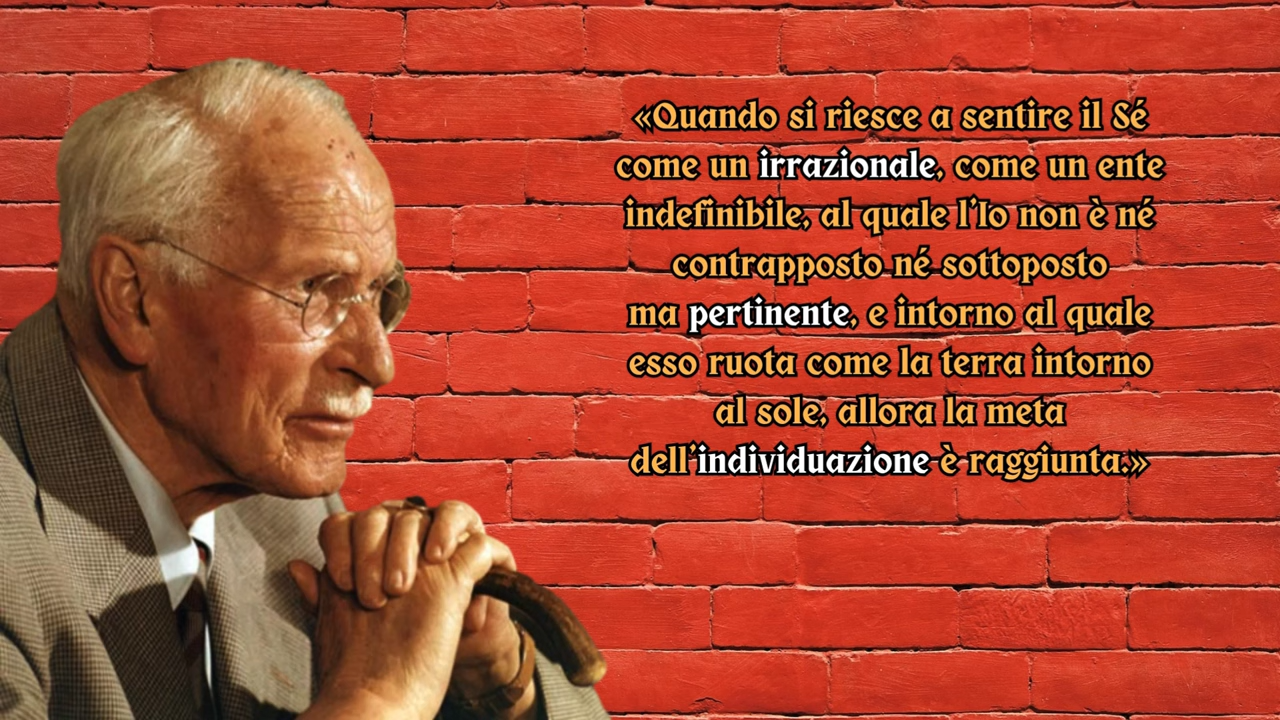 «Quando si riesce a sentire il Sé
come un irrazionale, come un ente
indefinibile, al quale l'Io non è né
contrapposto né sottoposto
ma pertinente, e intorno al quale
esso ruota come la terra intorno
al sole, allora la meta
dell'individuazione è raggiunta.»